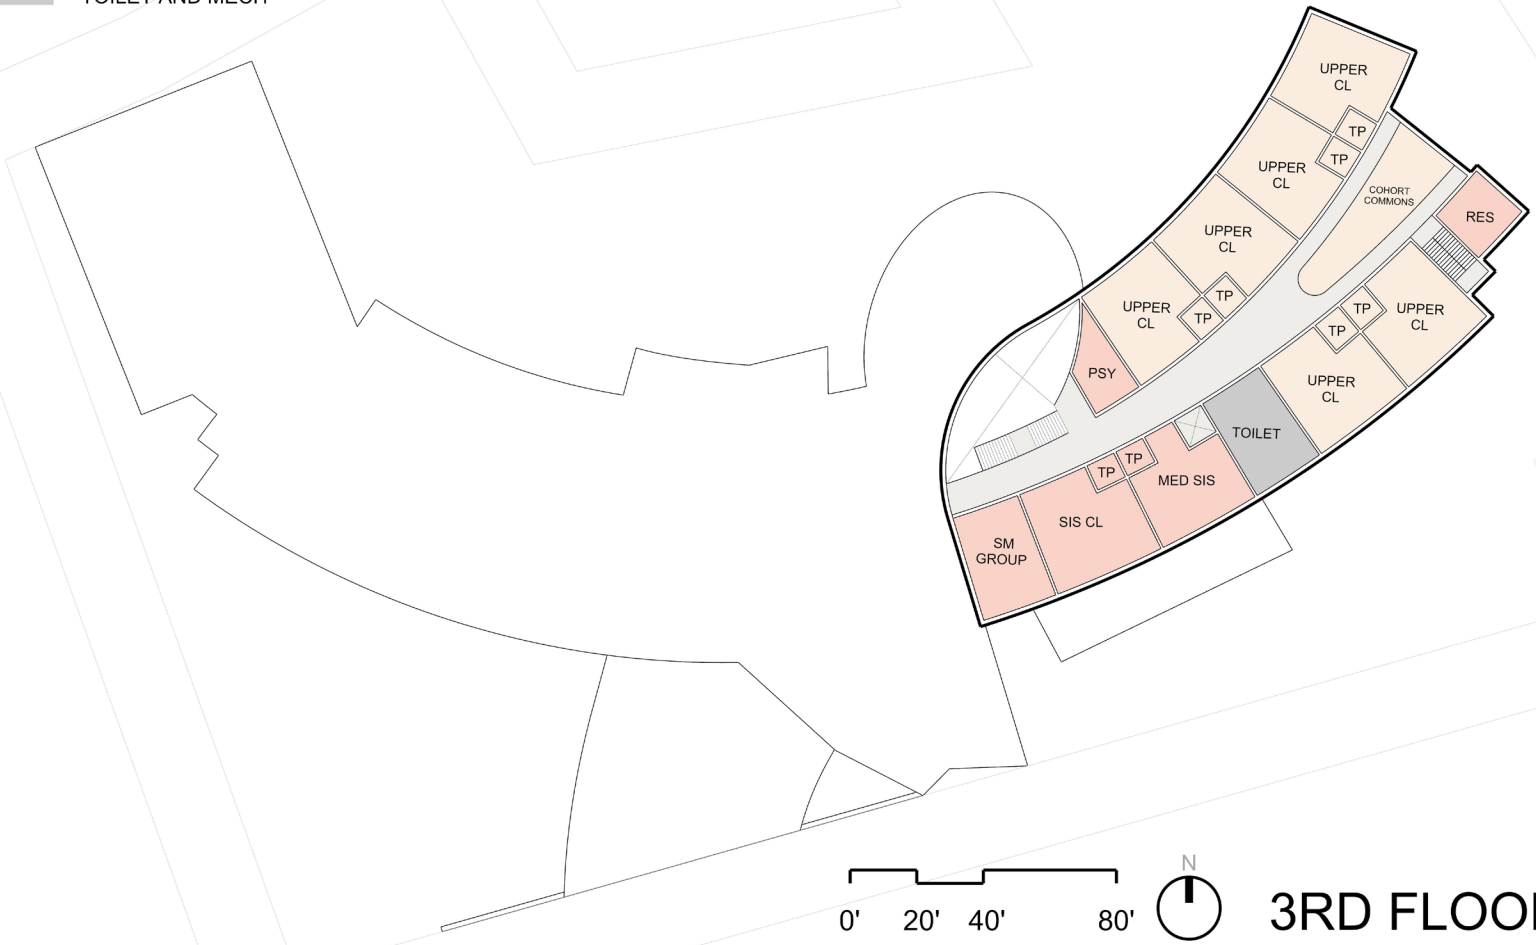 TOILET AND MECH
UPPER
CL
TP
TP
UPPER
CL
COHORT
COMMONS
RES
UPPER
CL
TP
TP
UPPER
CL
TP
TP
UPPER
CL
PSY
UPPER
CL
TOILET
TP
TP
MED SIS
SIS CL
SM
GROUP
N
0' 20' 40' 80'
3RD FLOO